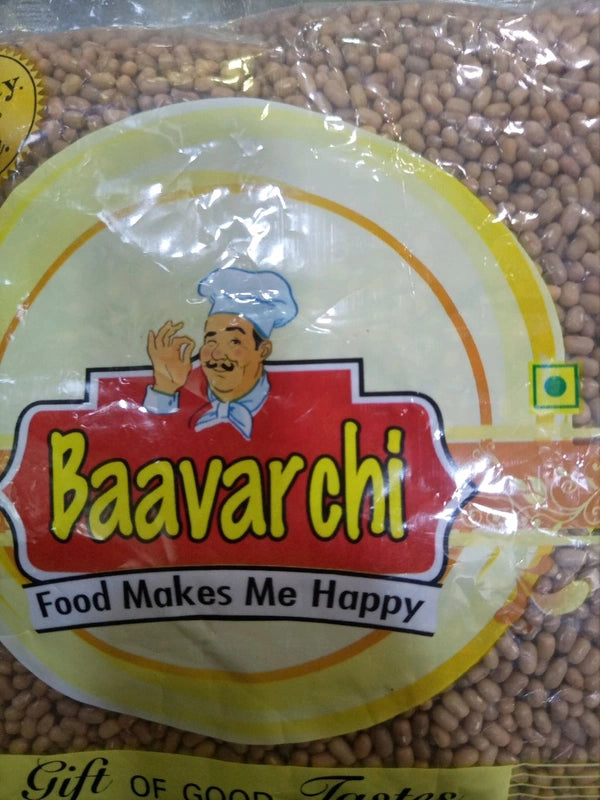 Baavarchi
Food Makes Me Happy
Gift OF GOOD Tastes